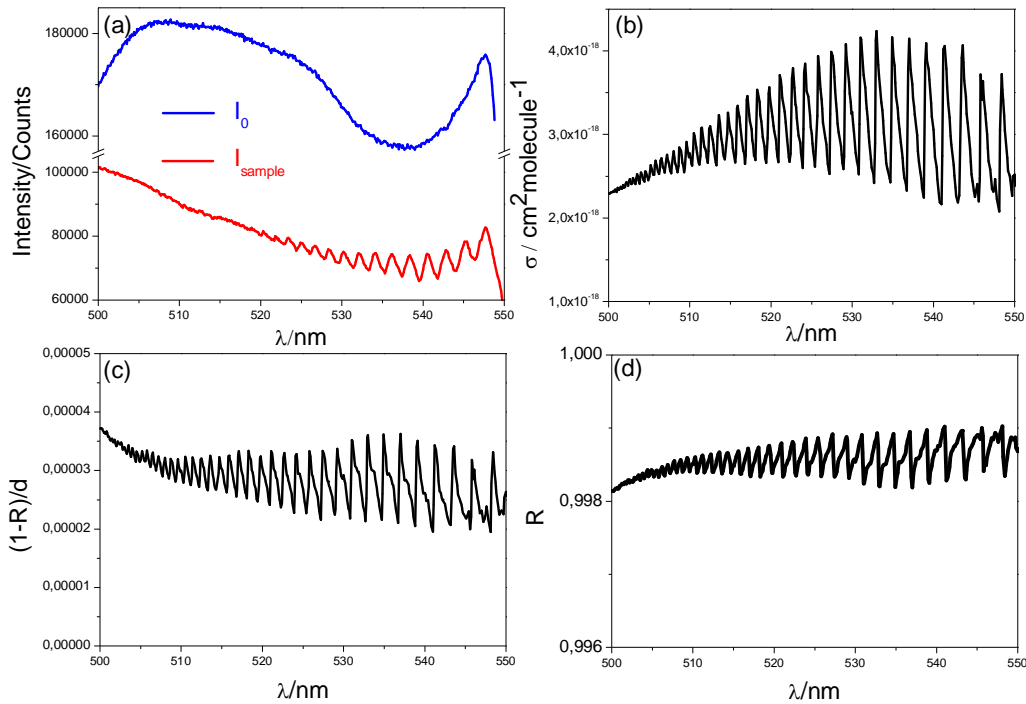 (a)
180000
160000
100000
80000
60000
Intensity/Counts
I0
Isample
500 510 520 530 540 550
λ/nm
(b)
4,0x10-18
3,0x10-18
2,0x10-18
1,0x10-18
σ / cm2molecule-1
500 510 520 530 540 550
λ/nm
(c)
0,00005
0,00004
0,00003
0,00002
0,00001
0,00000
(1-R)/d
500 510 520 530 540 550
λ/nm
(d)
1,000
0,998
0,996
R
500 510 520 530 540 550
λ/nm